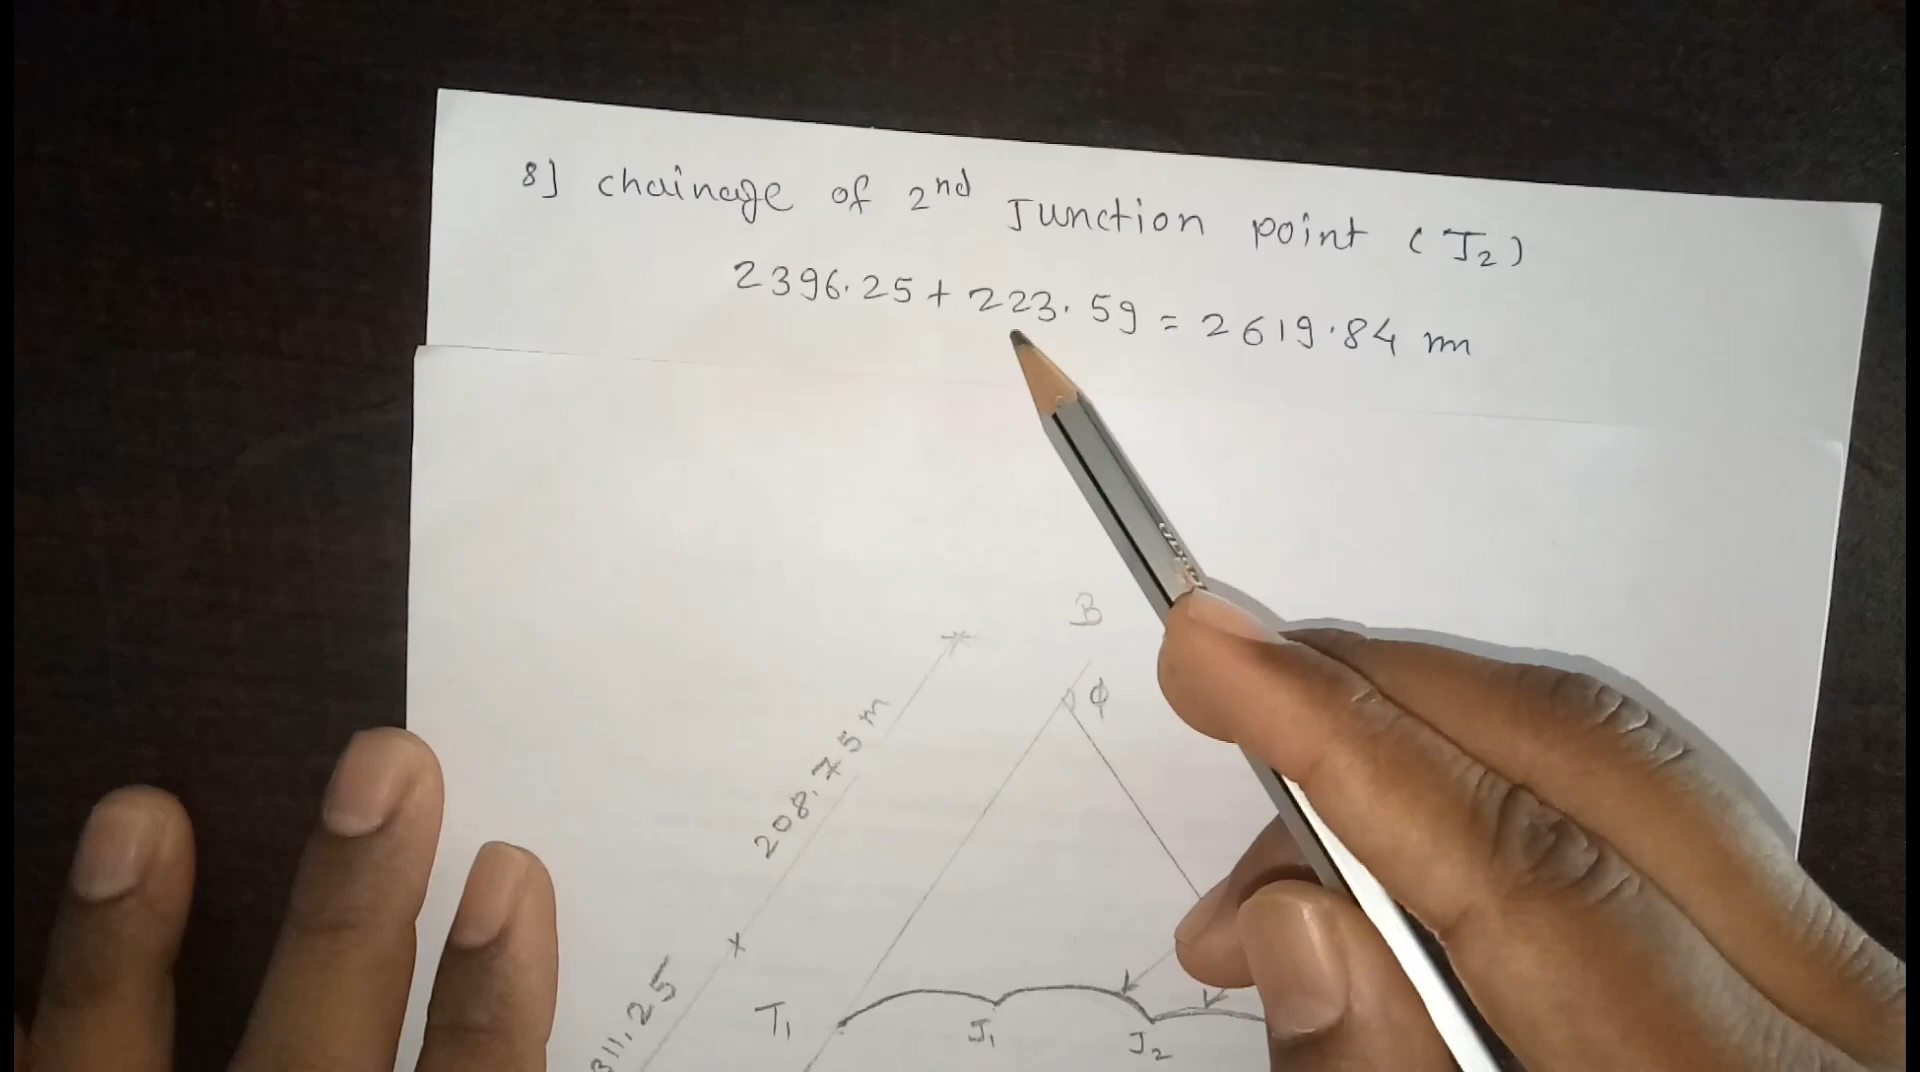 8] chainage of 2nd Junction point (J2)
2396.25 + 223.59 = 2619.84 m
B
ϕ
208.75 m
311.25
T1
J1
J2